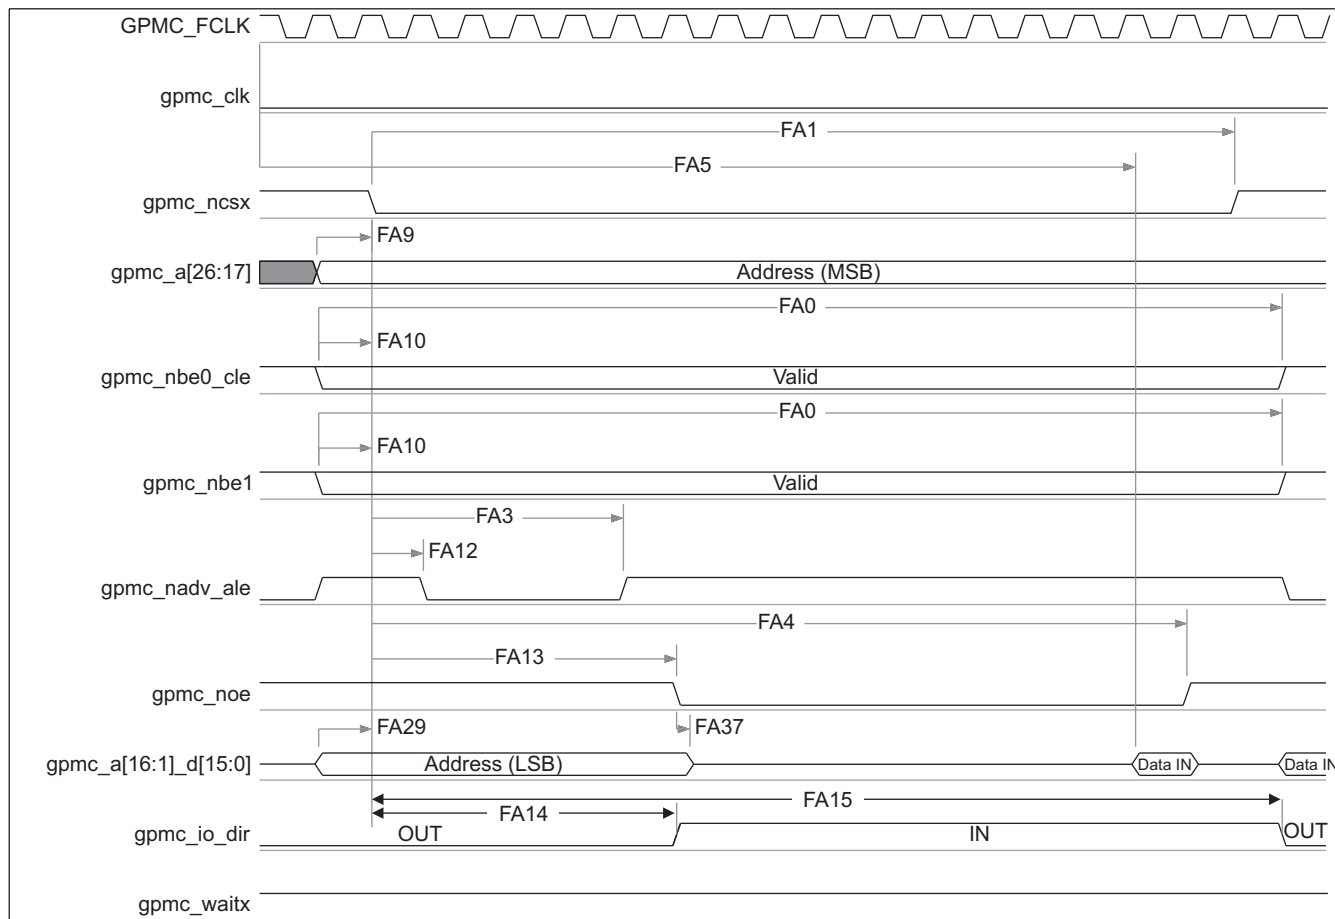 GPMC_FCLK
gpmc_clk
FA1
FA5
gpmc_ncsx
FA9
gpmc_a[26:17]
Address (MSB)
FA0
FA10
gpmc_nbe0_cle
Valid
FA0
FA10
gpmc_nbe1
Valid
FA3
FA12
gpmc_nadv_ale
FA4
FA13
gpmc_noe
FA29
FA37
gpmc_a[16:1]_d[15:0]
Address (LSB)
Data IN
Data IN
FA15
FA14
gpmc_io_dir
OUT
IN
OUT
gpmc_waitx